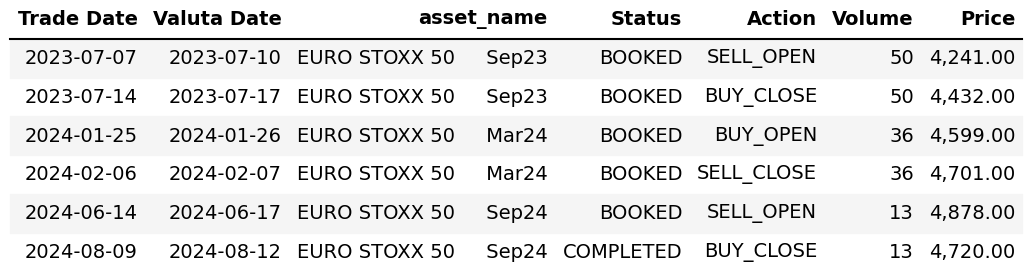 Trade Date Valuta Date asset_name Status Action Volume Price
2023-07-07 2023-07-10 EURO STOXX 50 Sep23 BOOKED SELL_OPEN 50 4,241.00
2023-07-14 2023-07-17 EURO STOXX 50 Sep23 BOOKED BUY_CLOSE 50 4,432.00
2024-01-25 2024-01-26 EURO STOXX 50 Mar24 BOOKED BUY_OPEN 36 4,599.00
2024-02-06 2024-02-07 EURO STOXX 50 Mar24 BOOKED SELL_CLOSE 36 4,701.00
2024-06-14 2024-06-17 EURO STOXX 50 Sep24 BOOKED SELL_OPEN 13 4,878.00
2024-08-09 2024-08-12 EURO STOXX 50 Sep24 COMPLETED BUY_CLOSE 13 4,720.00